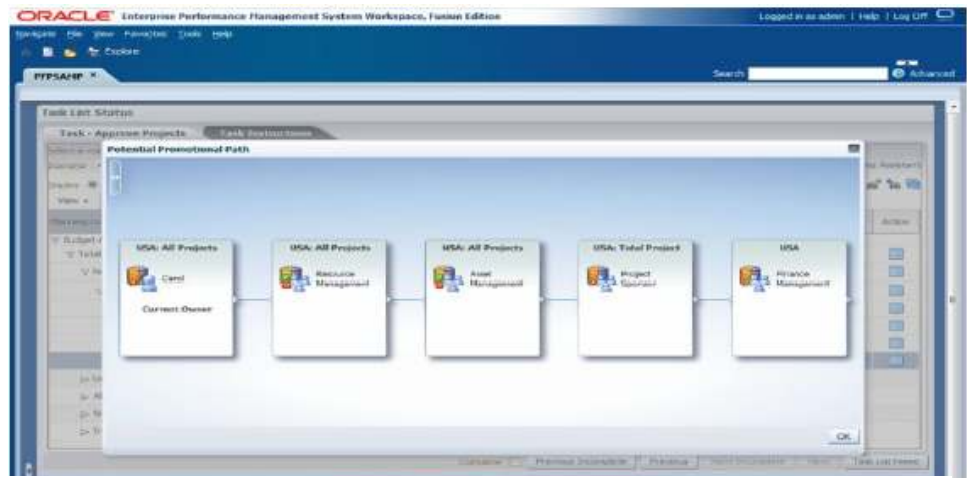 ORACLE Enterprise Performance Management System Workspace, Fusion Edition
Logged in as admin | Help | Log Off
Navigate File View Favorites Tools Help
Explore
PFPSAMP ×
Search
Advanced
Task List Status
Task - Approve Projects
Task Instructions
Potential Promotional Path
View
Action
USA: All Projects
Carol
Current Owner
USA: All Projects
Resource Management
USA: All Projects
Asset Management
USA: Total Project
Project Sponsor
USA
Finance Management
OK
Complete
Previous Incomplete
Previous
Next Incomplete
Next
Task List Home